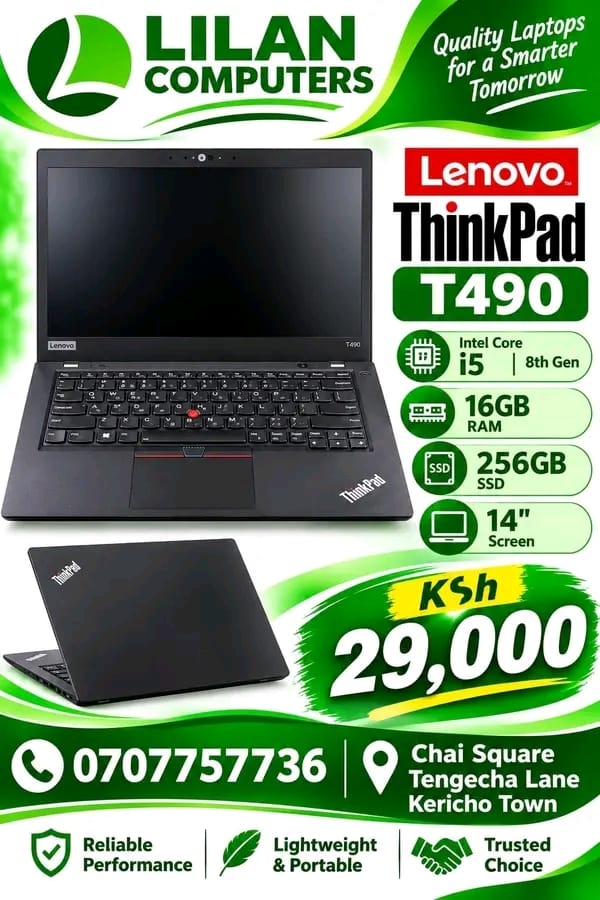 LILAN
COMPUTERS
Quality Laptops
for a Smarter
Tomorrow
Lenovo
ThinkPad
T490
Lenovo
T490
Intel Core
i5 | 8th Gen
16GB
RAM
SSD
256GB
SSD
14"
Screen
ThinkPad
ThinkPad
KSh
29,000
0707757736
Chai Square
Tengecha Lane
Kericho Town
Reliable
Performance
Lightweight
& Portable
Trusted
Choice